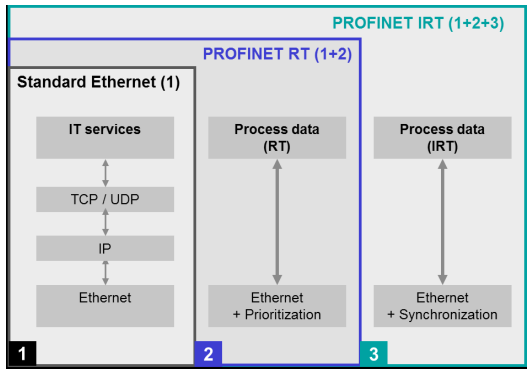 PROFINET IRT (1+2+3)
PROFINET RT (1+2)
Standard Ethernet (1)
IT services
TCP / UDP
IP
Ethernet
1
Process data
(RT)
Ethernet
+ Prioritization
2
Process data
(IRT)
Ethernet
+ Synchronization
3